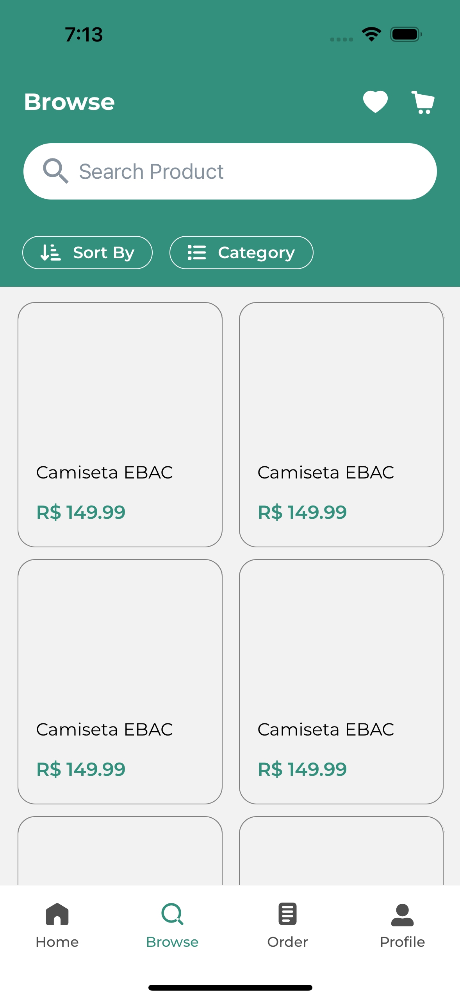 7:13
Browse
Search Product
Sort By Category
Camiseta EBAC Camiseta EBAC
R$ 149.99 R$ 149.99
Camiseta EBAC Camiseta EBAC
R$ 149.99 R$ 149.99
Home Browse Order Profile